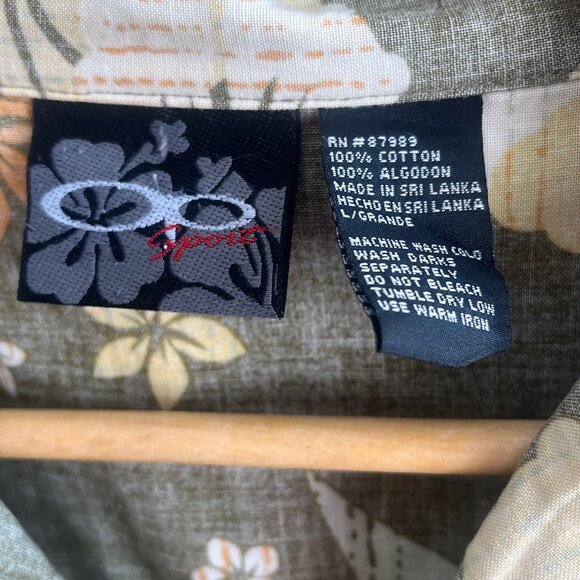 Sport
RN #87989
100% COTTON
100% ALGODON
MADE IN SRI LANKA
HECHO EN SRI LANKA
L/GRANDE
MACHINE WASH COLD
WASH DARKS
SEPARATELY
DO NOT BLEACH
TUMBLE DRY LOW
USE WARM IRON